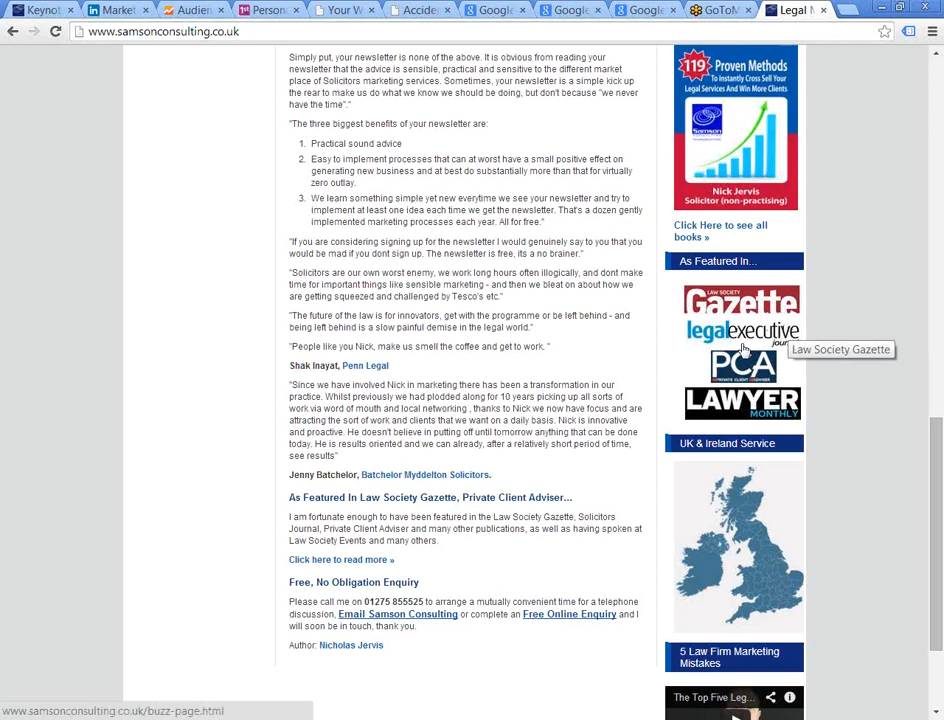 Keynot
Market
Audien
Person
Your W
Accide
Google
Google
Google
GoToM
Legal M
www.samsonconsulting.co.uk
Simply put, your newsletter is none of the above. It is obvious from reading your
newsletter that the advice is sensible, practical and sensitive to the different market
place of Solicitors marketing services. Sometimes, your newsletter is a simple kick up
the rear to make us do what we know we should be doing, but don't because "we never
have the time"."
"The three biggest benefits of your newsletter are:
1. Practical sound advice
2. Easy to implement processes that can at worst have a small positive effect on
generating new business and at best do substantially more than that for virtually
zero outlay.
3. We learn something simple yet new everytime we see your newsletter and try to
implement at least one idea each time we get the newsletter. That's a dozen gently
implemented marketing processes each year. All for free."
"If you are considering signing up for the newsletter I would genuinely say to you that you
would be mad if you dont sign up. The newsletter is free, its a no brainer."
"Solicitors are our own worst enemy, we work long hours often illogically, and dont make
time for important things like sensible marketing - and then we bleat on about how we
are getting squeezed and challenged by Tesco's etc."
"The future of the law is for innovators, get with the programme or be left behind - and
being left behind is a slow painful demise in the legal world."
"People like you Nick, make us smell the coffee and get to work. "
Shak Inayat, Penn Legal
"Since we have involved Nick in marketing there has been a transformation in our
practice. Whilst previously we had plodded along for 10 years picking up all sorts of
work via word of mouth and local networking , thanks to Nick we now have focus and are
attracting the sort of work and clients that we want on a daily basis. Nick is innovative
and proactive. He doesn't believe in putting off until tomorrow anything that can be done
today. He is results oriented and we can already, after a relatively short period of time,
see results"
Jenny Batchelor, Batchelor Myddelton Solicitors.
As Featured In Law Society Gazette, Private Client Adviser...
I am fortunate enough to have been featured in the Law Society Gazette, Solicitors
Journal, Private Client Adviser and many other publications, as well as having spoken at
Law Society Events and many others.
Click here to read more »
Free, No Obligation Enquiry
Please call me on 01275 855525 to arrange a mutually convenient time for a telephone
discussion, Email Samson Consulting or complete an Free Online Enquiry and I
will soon be in touch, thank you.
Author: Nicholas Jervis
119 Proven Methods
To Instantly Cross Sell Your
Legal Services And Win More
Clients
Samson
Nick Jervis
Solicitor (non-practising)
Click Here to see all
books »
As Featured In...
LAW SOCIETY
Gazette
legalexecutive
PCA
PRIVATE CLIENT ADVISER
LAWYER
MONTHLY
Law Society Gazette
UK & Ireland Service
5 Law Firm Marketing
Mistakes
The Top Five Leg...
www.samsonconsulting.co.uk/buzz-page.html